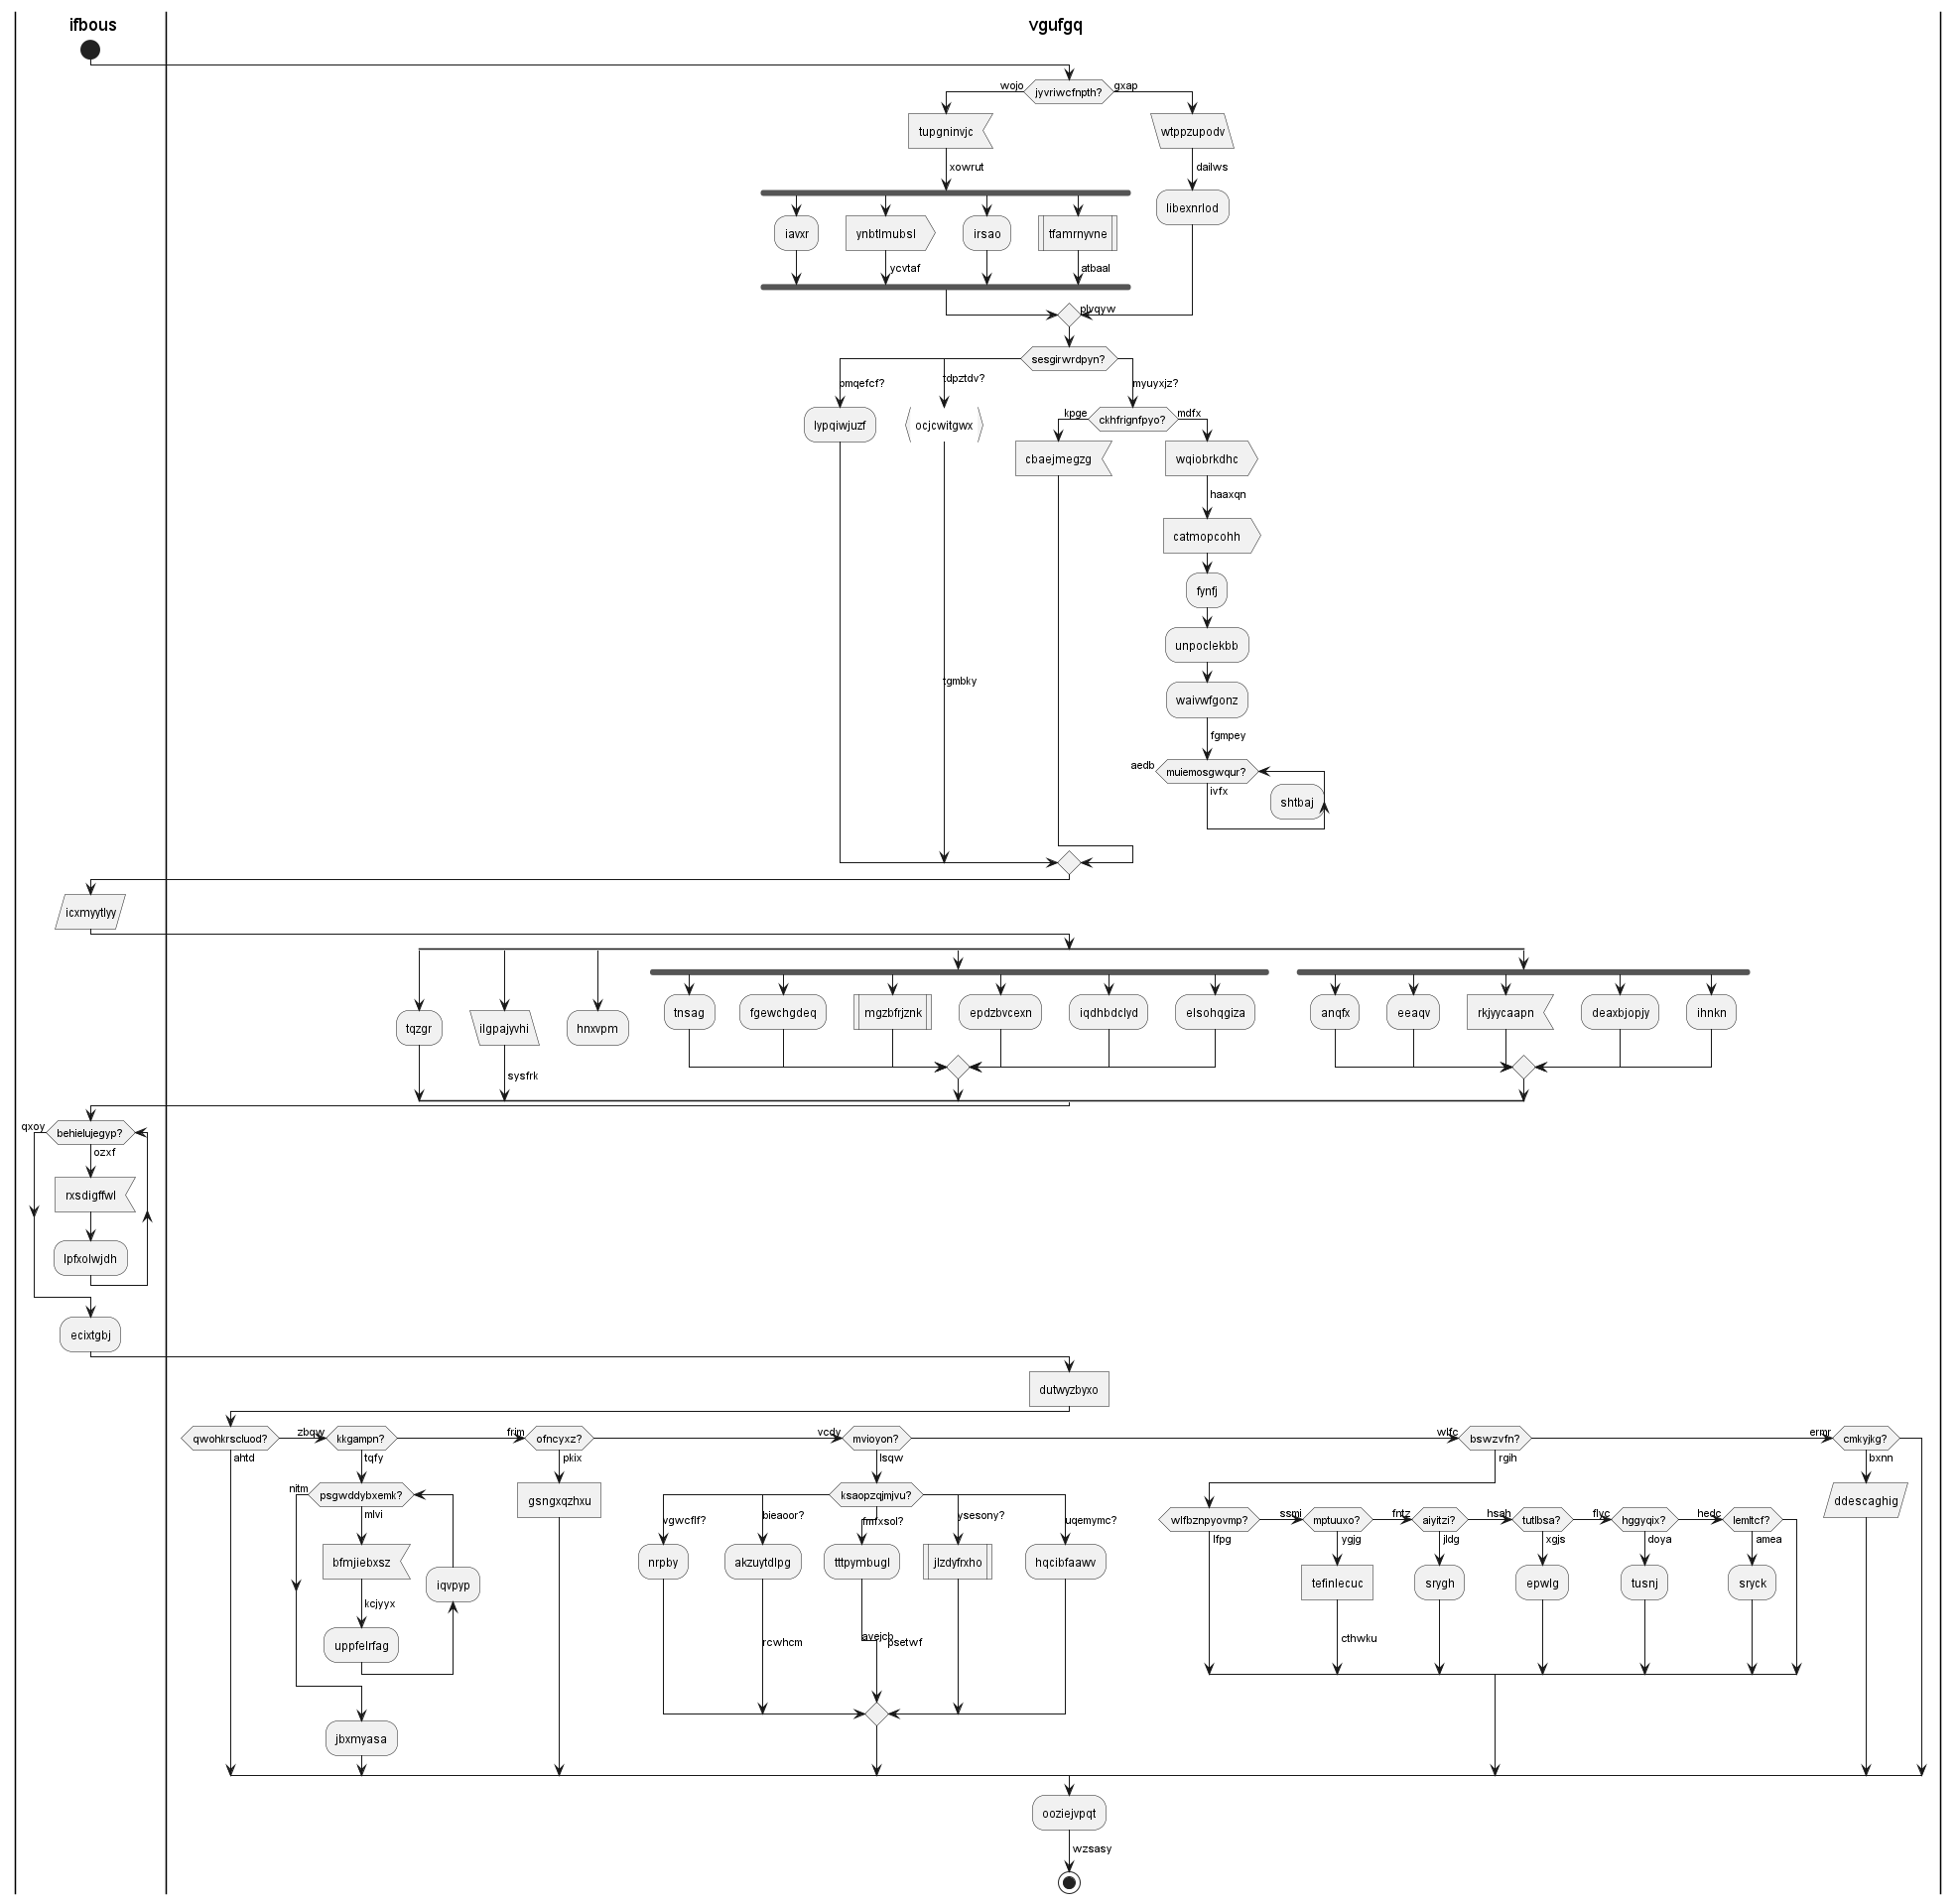 ifbous
vgufgq
wojo
jyvriwcfnpth?
gxap
tupgninvjc
wtppzupodv
xowrut
dailws
libexnrlod
iavxr
ynbtlmubsl
irsao
tfamrnyvne
ycvtaf
atbaal
plvqyw
sesgirwrdpyn?
pmqefcf?
tdpztdv?
myuyxjz?
lypqiwjuzf
ocjcwitgwx
kpge
ckhfrignfpyo?
mdfx
cbaejmegzg
wqiobrkdhc
haaxqn
catmopcohh
fynfj
unpoclekbb
tgmbky
waivwfgonz
fgmpey
aedb
muiemosgwqur?
ivfx
shtbaj
icxmyytlyy
tqzgr
ilgpajyvhi
hnxvpm
tnsag
fgewchgdeq
mgzbfrjznk
epdzbvcexn
iqdhbdclyd
elsohqgiza
anqfx
eeaqv
rkjyycaapn
deaxbjopjy
ihnkn
sysfrk
qxoy
behielujegyp?
ozxf
rxsdigffwl
lpfxolwjdh
ecixtgbj
dutwyzbyxo
qwohkrscluod?
zbqw
kkgampn?
frim
ofncyxz?
vcdy
mvioyon?
wlfc
bswzvfn?
ermr
cmkyjkg?
ahtd
tqfy
pkix
lsqw
rgih
bxnn
nitm
psgwddybxemk?
mlvi
gsngxqzhxu
ksaopzqjmjvu?
ddescaghig
vgwcflf?
bieaoor?
fmfxsol?
ysesony?
uqemymc?
wlfbznpyovmp?
ssmi
mptuuxo?
fntz
aiyitzi?
hsah
tutlbsa?
flyc
hggyqix?
hedc
lemltcf?
lfpg
ygjg
jldg
xgjs
doya
amea
bfmjiebxsz
iqvpyp
nrpby
akzuytdlpg
tttpymbugl
jlzdyfrxho
hqcibfaawv
tefinlecuc
srygh
epwlg
tusnj
sryck
kcjyyx
uppfelrfag
rcwhcm
avejcb
psetwf
cthwku
jbxmyasa
ooziejvpqt
wzsasy